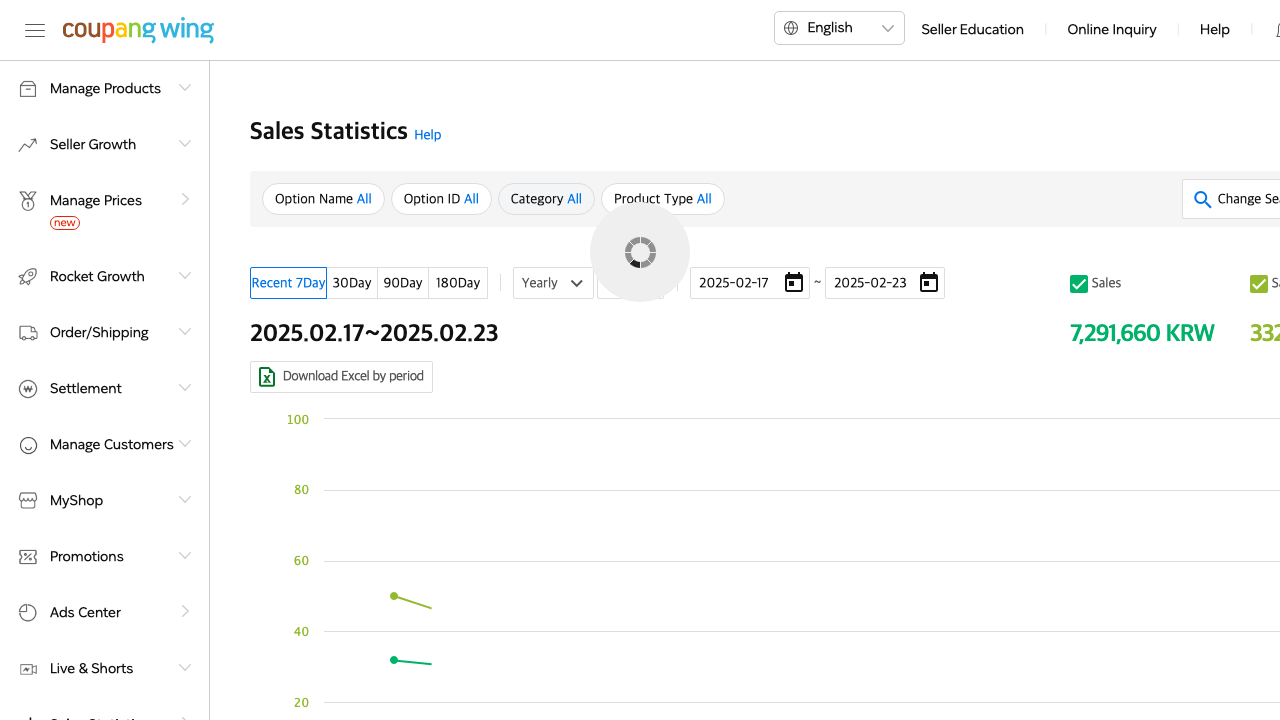 coupang wing
English
Seller Education
Online Inquiry
Help
Manage Products
Seller Growth
Manage Prices
new
Rocket Growth
Order/Shipping
Settlement
Manage Customers
MyShop
Promotions
Ads Center
Live & Shorts
Sales Statistics Help
Option Name All
Option ID All
Category All
Product Type All
Change Sea
Recent 7Day
30Day
90Day
180Day
Yearly
2025-02-17
~
2025-02-23
Sales
2025.02.17~2025.02.23
7,291,660 KRW
332
Download Excel by period
100
80
60
40
20